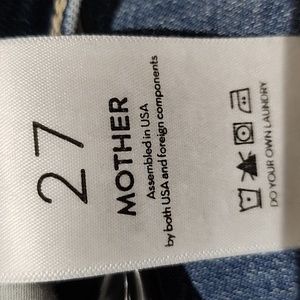 27
MOTHER
Assembled in USA
by both USA and foreign components
DO YOUR OWN LAUNDRY